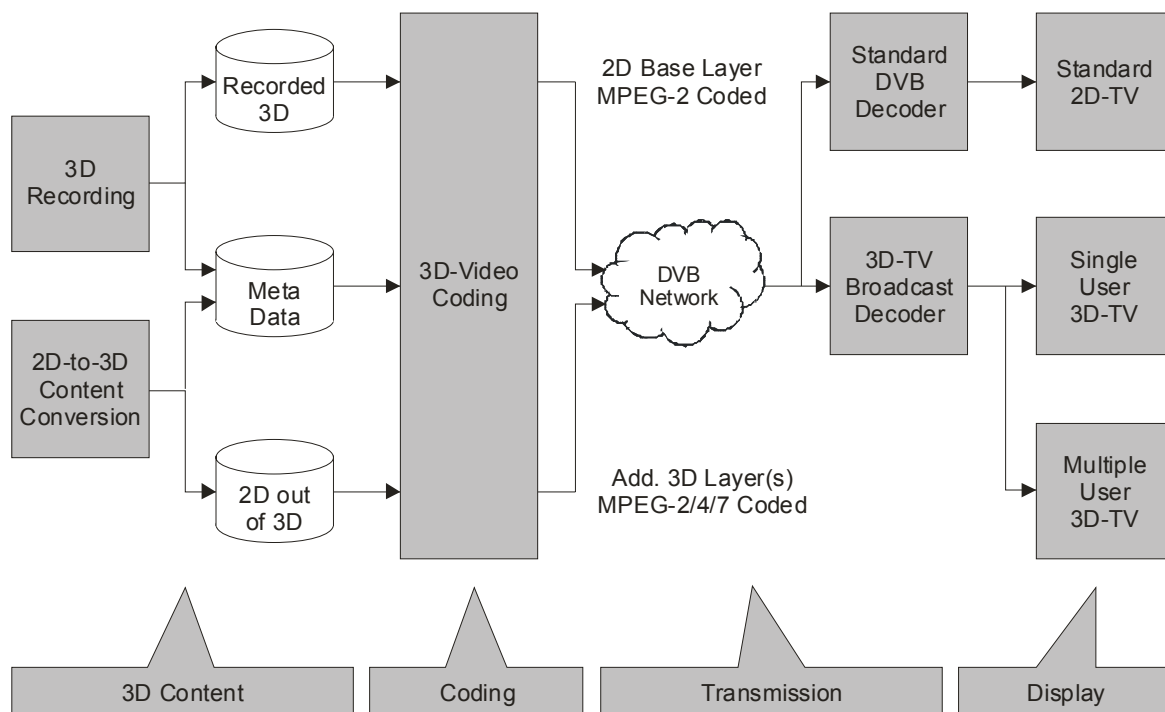 3D
Recording
2D-to-3D
Content
Conversion
Recorded
3D
Meta
Data
2D out
of 3D
3D-Video
Coding
2D Base Layer
MPEG-2 Coded
DVB
Network
Add. 3D Layer(s)
MPEG-2/4/7 Coded
Standard
DVB
Decoder
3D-TV
Broadcast
Decoder
Standard
2D-TV
Single
User
3D-TV
Multiple
User
3D-TV
3D Content
Coding
Transmission
Display